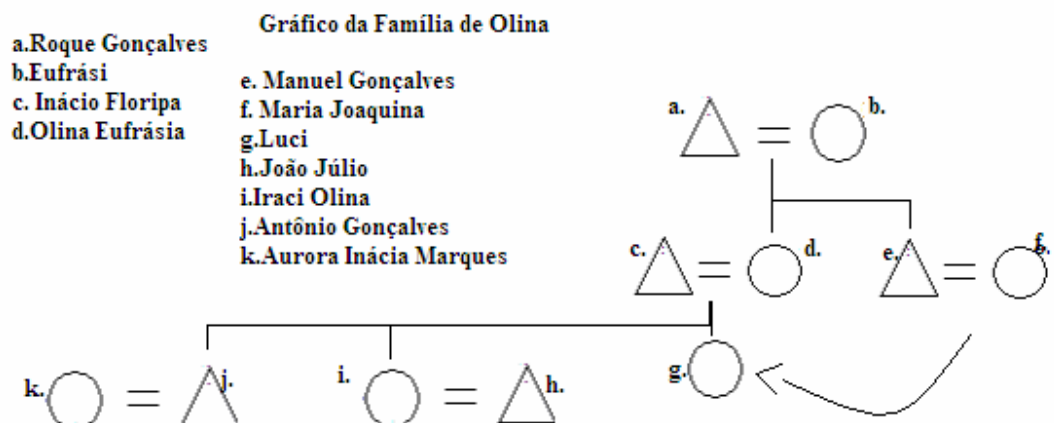 Gráfico da Família de Olina
a.Roque Gonçalves
b.Eufrási
c. Inácio Floripa
d.Olina Eufrásia
e. Manuel Gonçalves
f. Maria Joaquina
g.Luci
h.João Júlio
i.Iraci Olina
j.Antônio Gonçalves
k.Aurora Inácia Marques
a.
b.
c.
d.
e.
k.
j.
i.
h.
g.